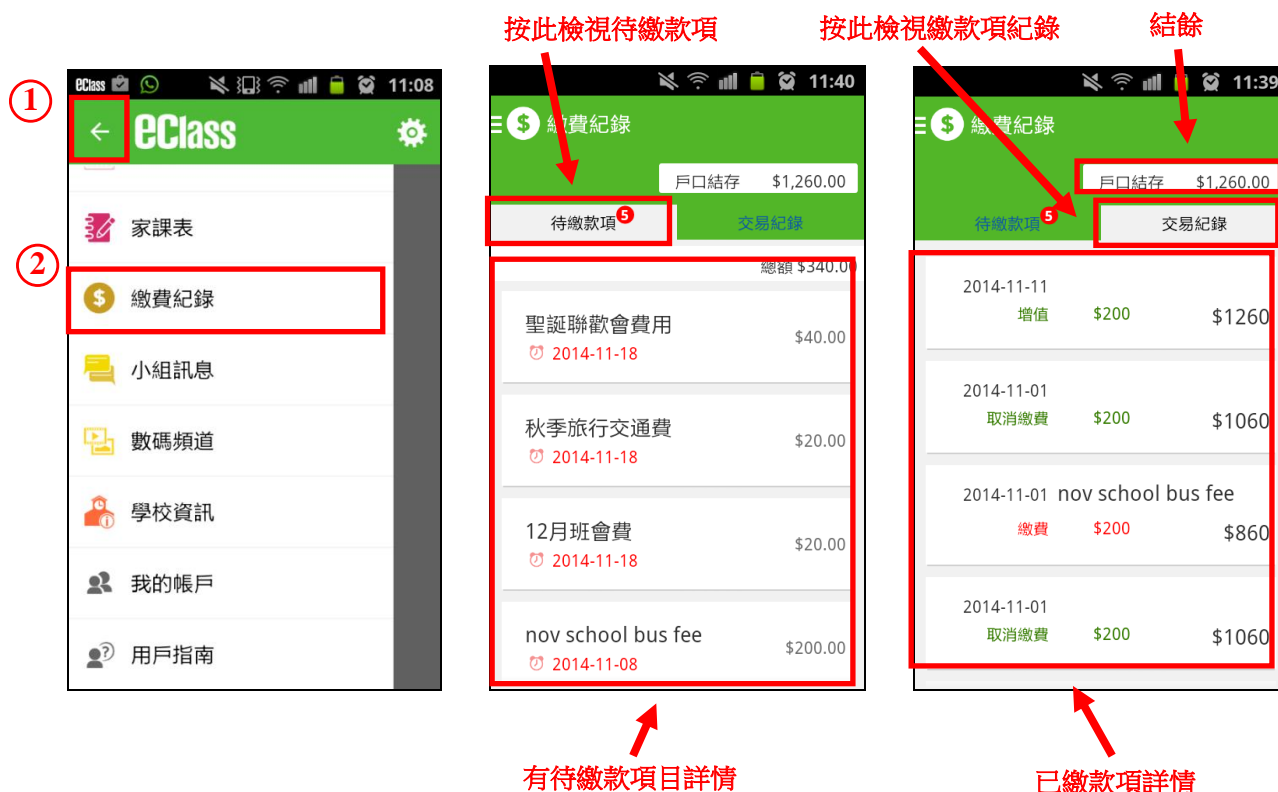 按此檢視待繳款項
按此檢視繳款項紀錄
結餘
①
eClass
11:08
eClass
②
家課表
繳費紀錄
小組訊息
數碼頻道
學校資訊
我的帳戶
用戶指南
11:40
繳費紀錄
戶口結存 $1,260.00
待繳款項 5
交易紀錄
總額 $340.00
聖誕聯歡會費用
$40.00
2014-11-18
秋季旅行交通費
$20.00
2014-11-18
12月班會費
$20.00
2014-11-18
nov school bus fee
$200.00
2014-11-08
有待繳款項目詳情
11:39
繳費紀錄
戶口結存 $1,260.00
待繳款項 5
交易紀錄
2014-11-11
增值 $200 $1260
2014-11-01
取消繳費 $200 $1060
2014-11-01 nov school bus fee
繳費 $200 $860
2014-11-01
取消繳費 $200 $1060
已繳款項詳情